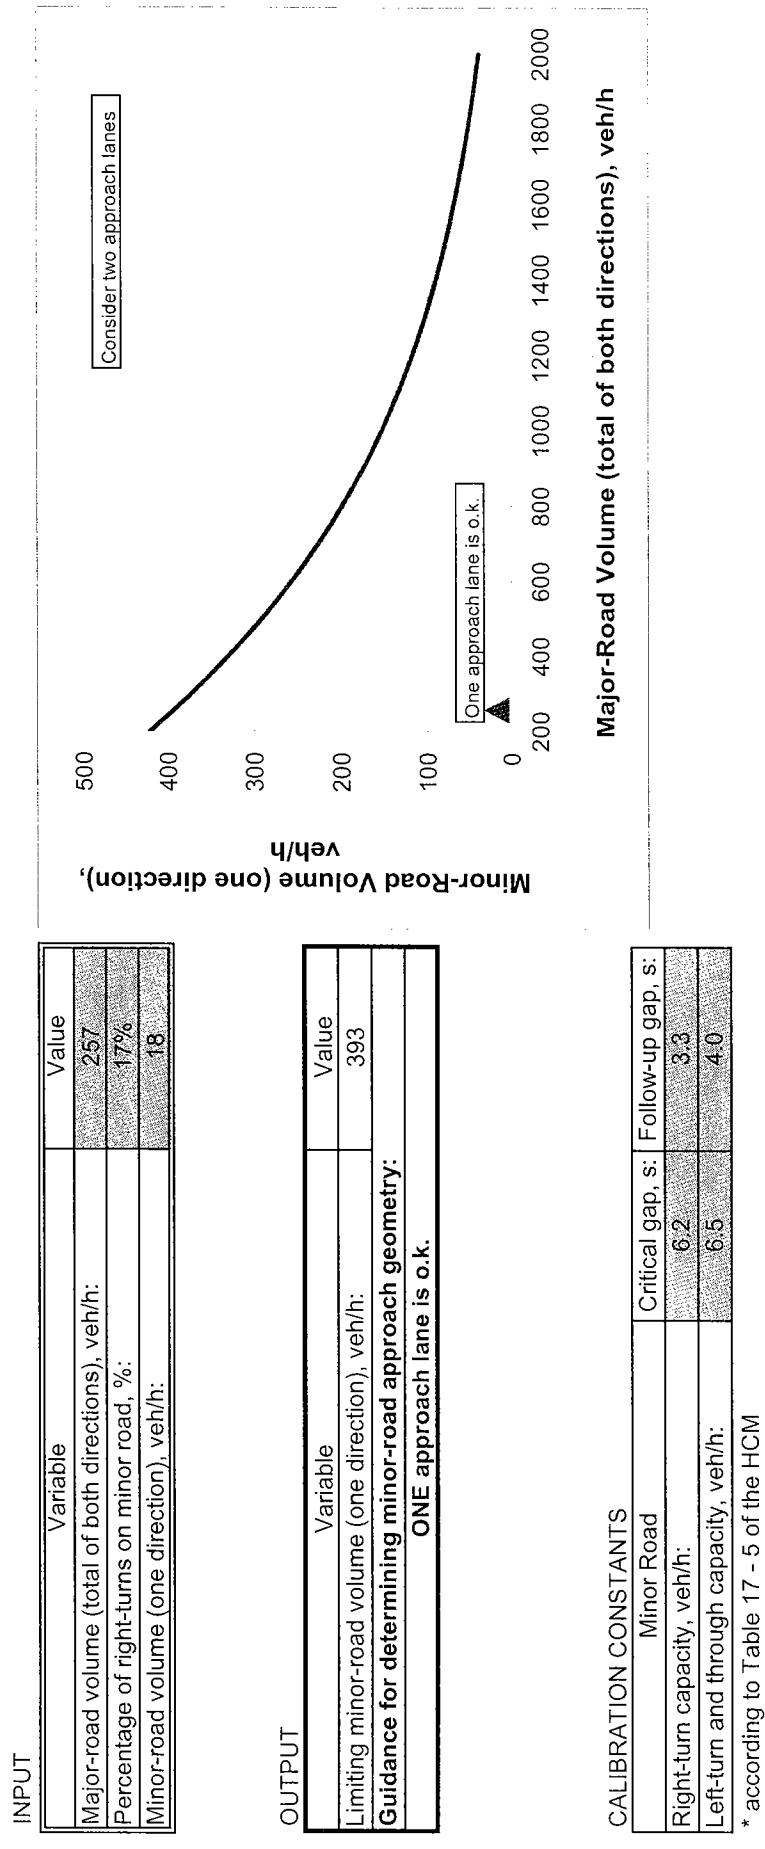 INPUT
Variable Value
Major-road volume (total of both directions), veh/h: 257
Percentage of right-turns on minor road, %: 17%
Minor-road volume (one direction), veh/h: 18
OUTPUT
Variable Value
Limiting minor-road volume (one direction), veh/h: 393
Guidance for determining minor-road approach geometry:
ONE approach lane is o.k.
CALIBRATION CONSTANTS
Minor Road Critical gap, s: Follow-up gap, s:
Right-turn capacity, veh/h: 6.2 3.3
Left-turn and through capacity, veh/h: 6.5 4.0
* according to Table 17 - 5 of the HCM
Minor-Road Volume (one direction),
veh/h
500
400
300
200
100
0
Consider two approach lanes
One approach lane is o.k.
200 400 600 800 1000 1200 1400 1600 1800 2000
Major-Road Volume (total of both directions), veh/h